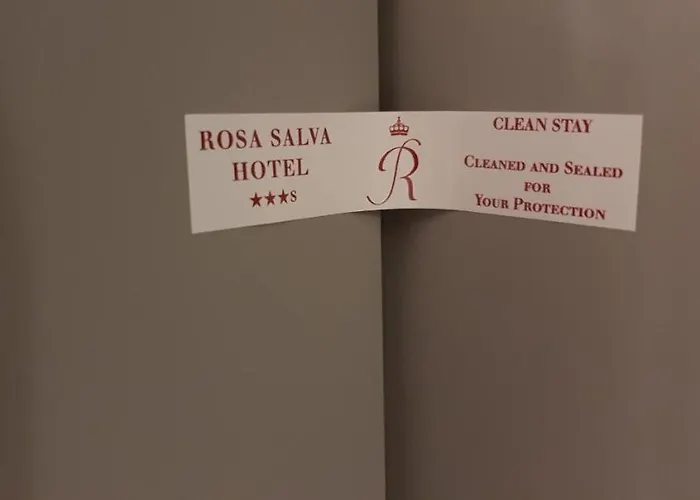 ROSA SALVA
HOTEL
★★★S
R
CLEAN STAY
CLEANED AND SEALED
FOR
YOUR PROTECTION